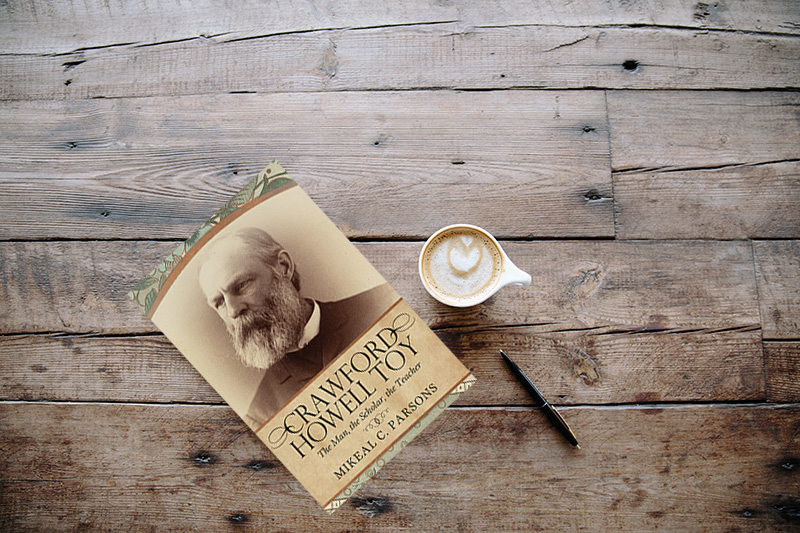 CRAWFORD
HOWELL TOY
The Man, the Scholar, the Teacher
MIKEAL C. PARSONS